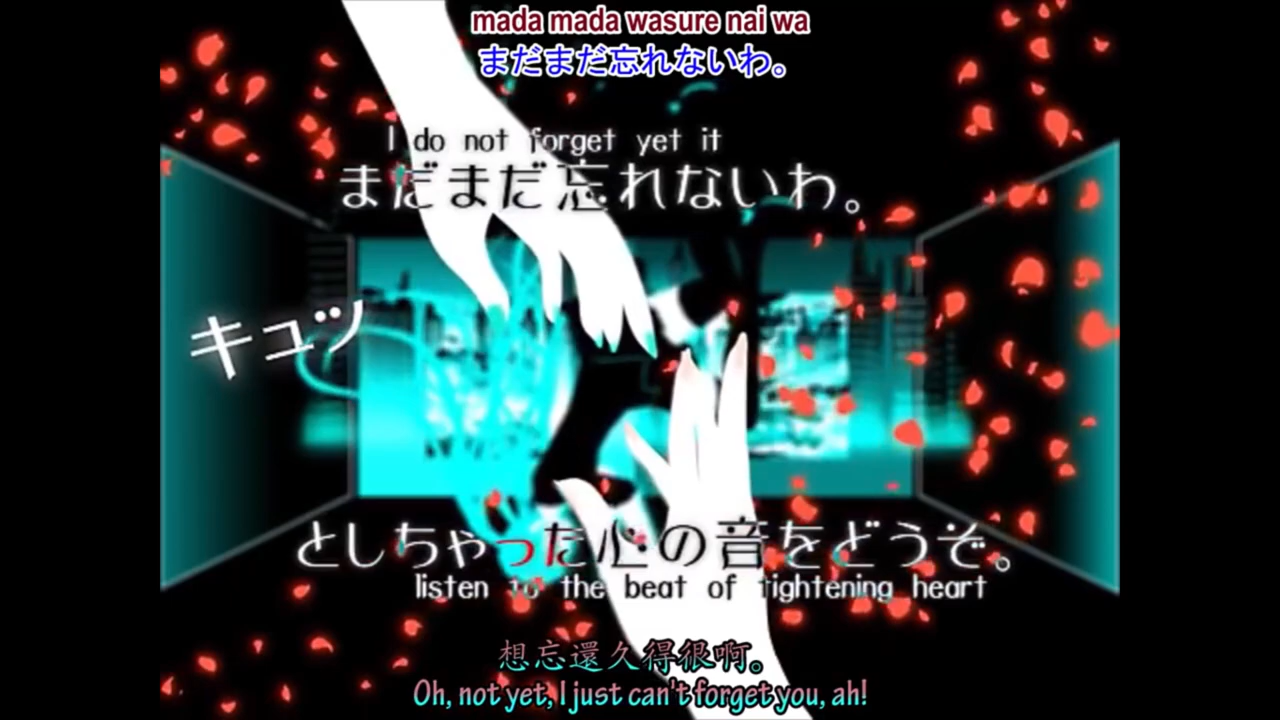 mada mada wasure nai wa
まだまだ忘れないわ。
I do not forget yet it
まだまだ忘れないわ。
キュッ
としちゃった心の音をどうぞ。
listen to the beat of tightening heart
想忘還久得很啊。
Oh, not yet, I just can't forget you, ah!